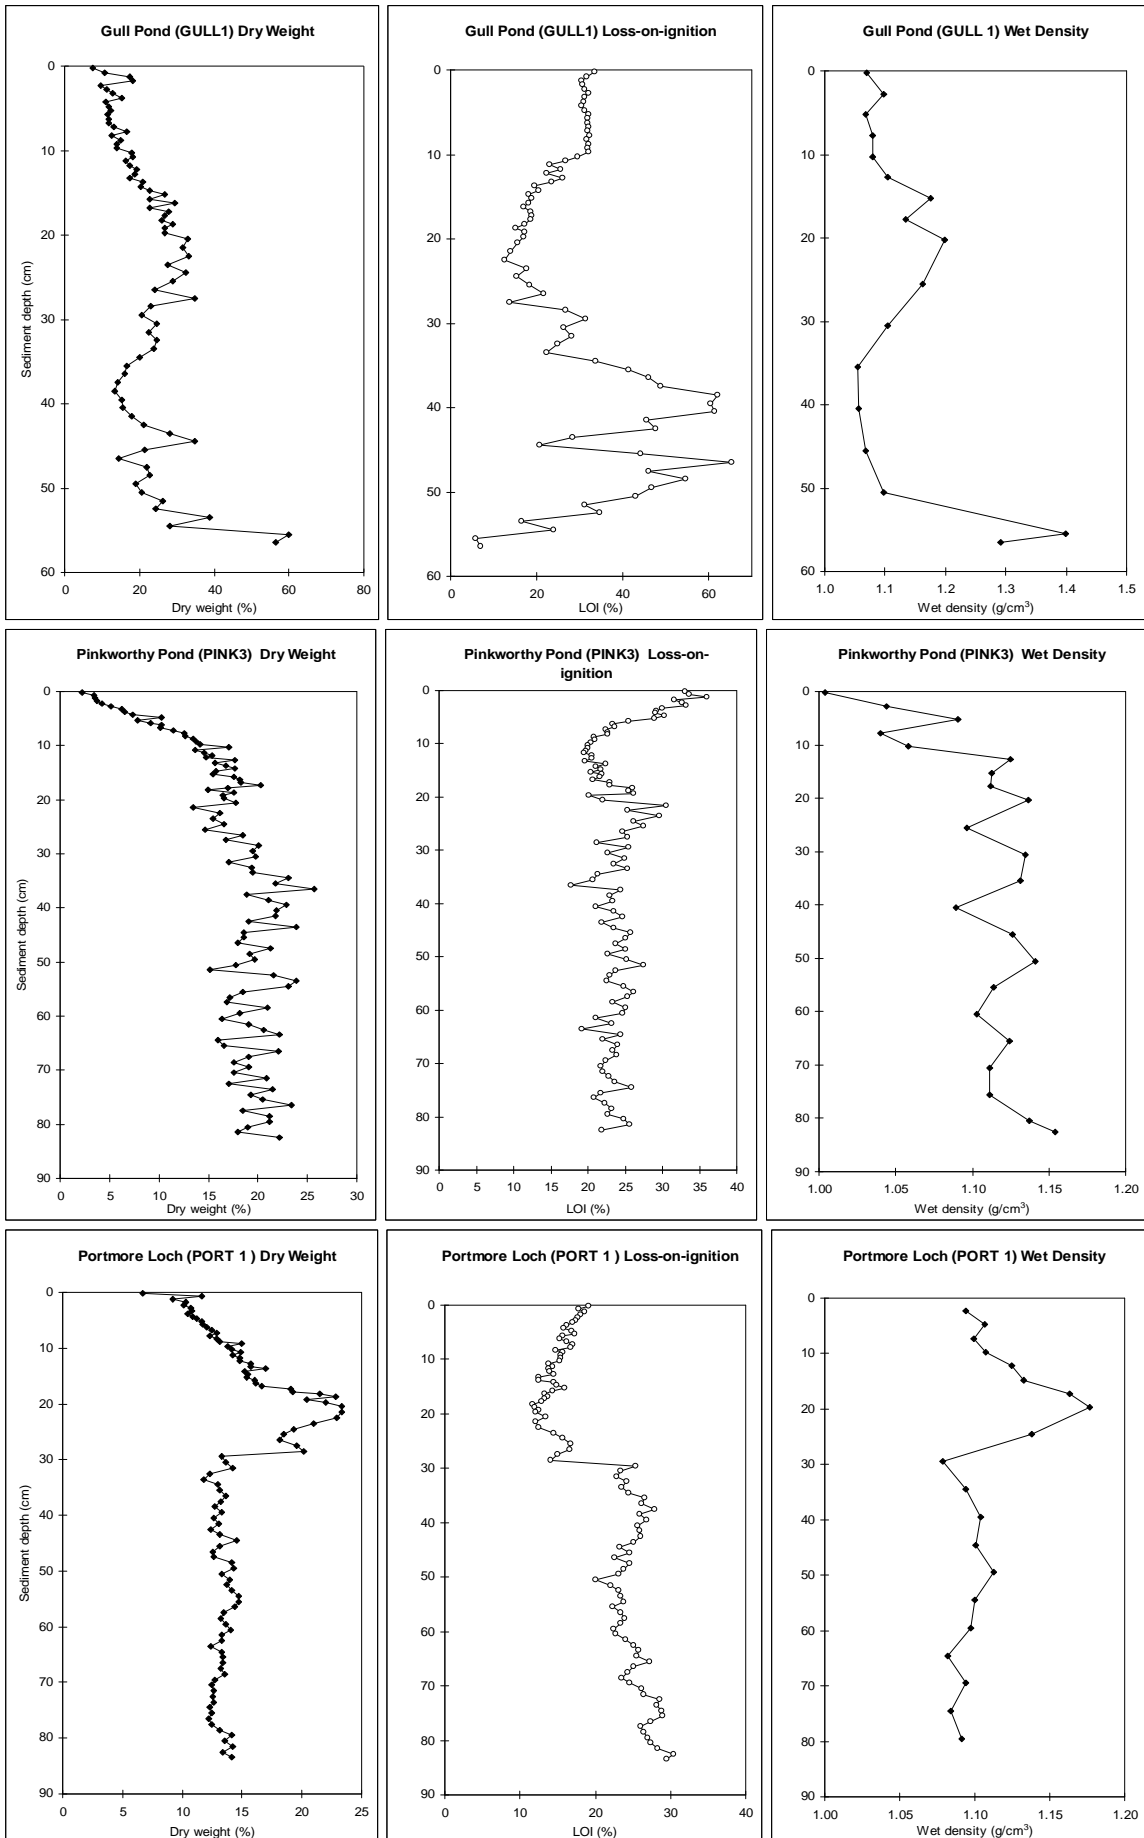 Gull Pond (GULL1) Dry Weight
0
10
20
30
40
50
60
0 20 40 60 80
Dry weight (%)
Sediment depth (cm)
Gull Pond (GULL1) Loss-on-ignition
0
10
20
30
40
50
60
0 20 40 60
LOI (%)
Gull Pond (GULL 1) Wet Density
0
10
20
30
40
50
60
1.0 1.1 1.2 1.3 1.4 1.5
Wet density (g/cm³)
Pinkworthy Pond (PINK3) Dry Weight
0
10
20
30
40
50
60
70
80
90
0 5 10 15 20 25 30
Dry weight (%)
Sediment depth (cm)
Pinkworthy Pond (PINK3) Loss-on-
ignition
0
10
20
30
40
50
60
70
80
90
0 5 10 15 20 25 30 35 40
LOI (%)
Pinkworthy Pond (PINK3) Wet Density
0
10
20
30
40
50
60
70
80
90
1.00 1.05 1.10 1.15 1.20
Wet density (g/cm³)
Portmore Loch (PORT 1 ) Dry Weight
0
10
20
30
40
50
60
70
80
90
0 5 10 15 20 25
Dry weight (%)
Sediment depth (cm)
Portmore Loch (PORT 1 ) Loss-on-ignition
0
10
20
30
40
50
60
70
80
90
0 10 20 30 40
LOI (%)
Portmore Loch (PORT 1) Wet Density
0
10
20
30
40
50
60
70
80
90
1.00 1.05 1.10 1.15 1.20
Wet density (g/cm³)